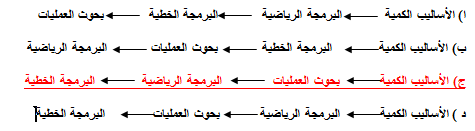 ا) الأساليب الكمية ← البرمجة الرياضية ← البرمجة الخطية ← بحوث العمليات
ب) الأساليب الكمية ← البرمجة الخطية ← بحوث العمليات ← البرمجة الرياضية
ج) الأساليب الكمية ← بحوث العمليات ← البرمجة الرياضية ← البرمجة الخطية
د ) الأساليب الكمية ← البرمجة الرياضية ← بحوث العمليات ← البرمجة الخطية